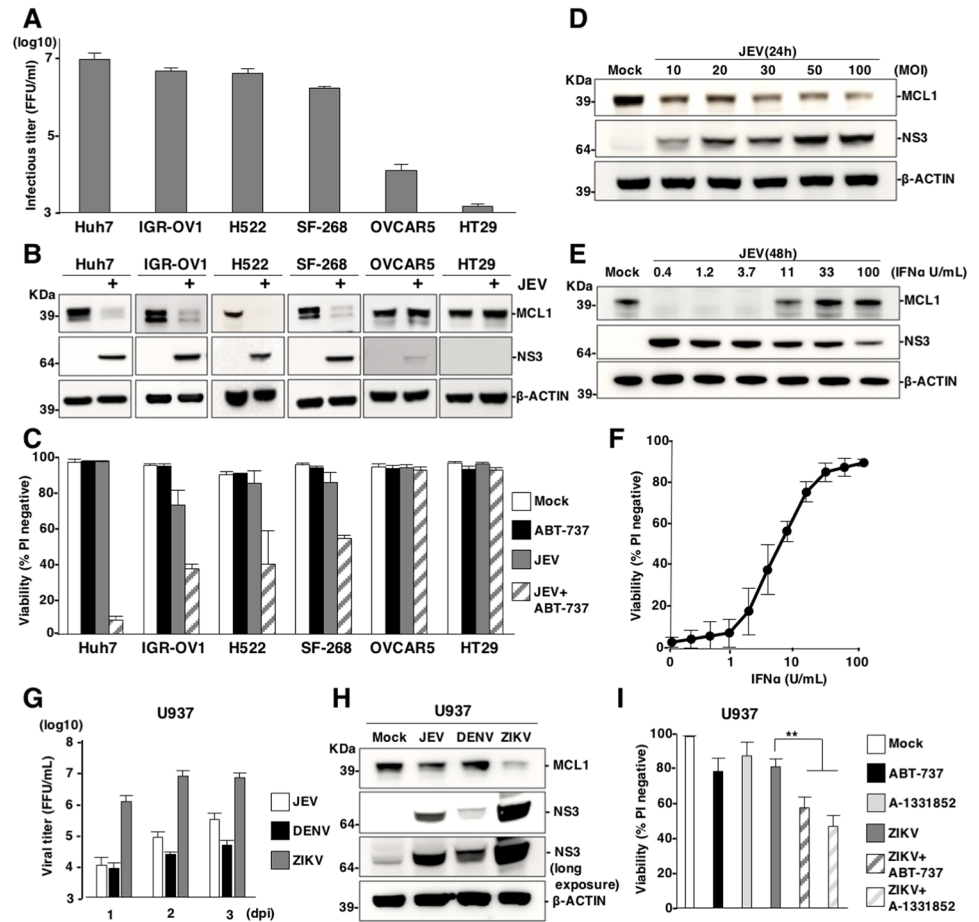 A
(log10)
Infectious titer (FFU/ml)
7
5
3
Huh7 IGR-OV1 H522 SF-268 OVCAR5 HT29
B
Huh7 IGR-OV1 H522 SF-268 OVCAR5 HT29
+ + + + + + JEV
KDa
39- -MCL1
64- -NS3
39- -β-ACTIN
C
Viability (% PI negative)
100
80
60
40
20
0
Huh7 IGR-OV1 H522 SF-268 OVCAR5 HT29
Mock
ABT-737
JEV
JEV+
ABT-737
D
JEV(24h)
Mock 10 20 30 50 100 (MOI)
KDa
39- -MCL1
64- -NS3
39- -β-ACTIN
E
JEV(48h)
Mock 0.4 1.2 3.7 11 33 100 (IFNα U/mL)
KDa
39- -MCL1
64- -NS3
39- -β-ACTIN
F
Viability (% PI negative)
100
80
60
40
20
0
0 1 10 100
IFNα (U/mL)
G
U937
(log10)
Viral titer (FFU/mL)
8
7
6
5
4
3
1 2 3 (dpi)
JEV
DENV
ZIKV
H
U937
Mock JEV DENV ZIKV
KDa
39- - MCL1
64- - NS3
64- - NS3
(long
exposure)
39- - β-ACTIN
I
U937
Viability (% PI negative)
100
80
60
40
20
0
**
Mock
ABT-737
A-1331852
ZIKV
ZIKV+
ABT-737
ZIKV+
A-1331852